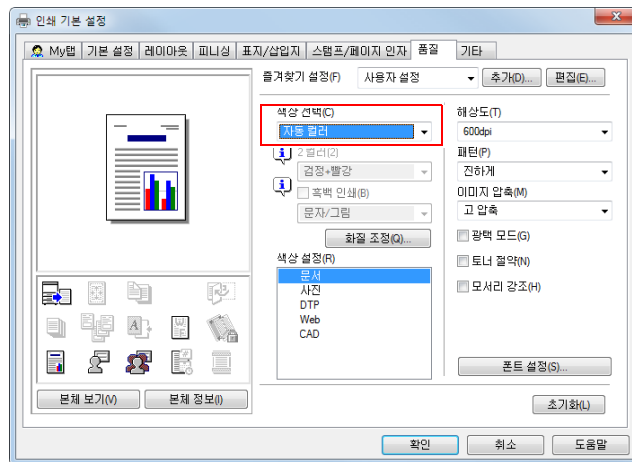 인쇄 기본 설정
My탭 기본 설정 레이아웃 피니싱 표지/삽입지 스탬프/페이지 인자 품질 기타
즐겨찾기 설정(F) 사용자 설정 추가(D)... 편집(E)...
색상 선택(C) 해상도(T)
자동 컬러 600dpi
2 컬러(2) 패턴(P)
검정+빨강 진하게
흑백 인쇄(B) 이미지 압축(M)
문자/그림 고 압축
화질 조정(Q)... 광택 모드(G)
색상 설정(R) 토너 절약(N)
문서 모서리 강조(H)
사진
DTP
Web
CAD
폰트 설정(S)...
본체 보기(V) 본체 정보(I) 초기화(L)
확인 취소 도움말